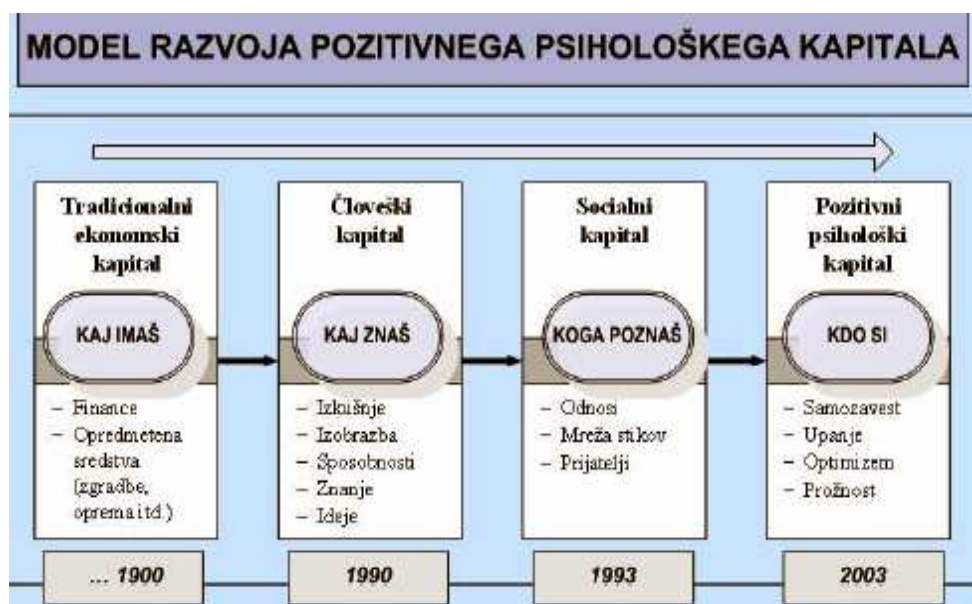 MODEL RAZVOJA POZITIVNEGA PSIHOLOŠKEGA KAPITALA
Tradicionalni
ekonomski
kapital
KAJ IMAŠ
– Finance
– Opredmetena
sredstva
(zgradbe,
oprema itd.)
... 1900
Človeški
kapital
KAJ ZNAŠ
– Izkušnje
– Izobrazba
– Sposobnosti
– Znanje
– Ideje
1990
Socialni
kapital
KOGA POZNAŠ
– Odnosi
– Mreža stikov
– Prijatelji
1993
Pozitivni
psihološki
kapital
KDO SI
– Samozavest
– Upanje
– Optimizem
– Prožnost
2003